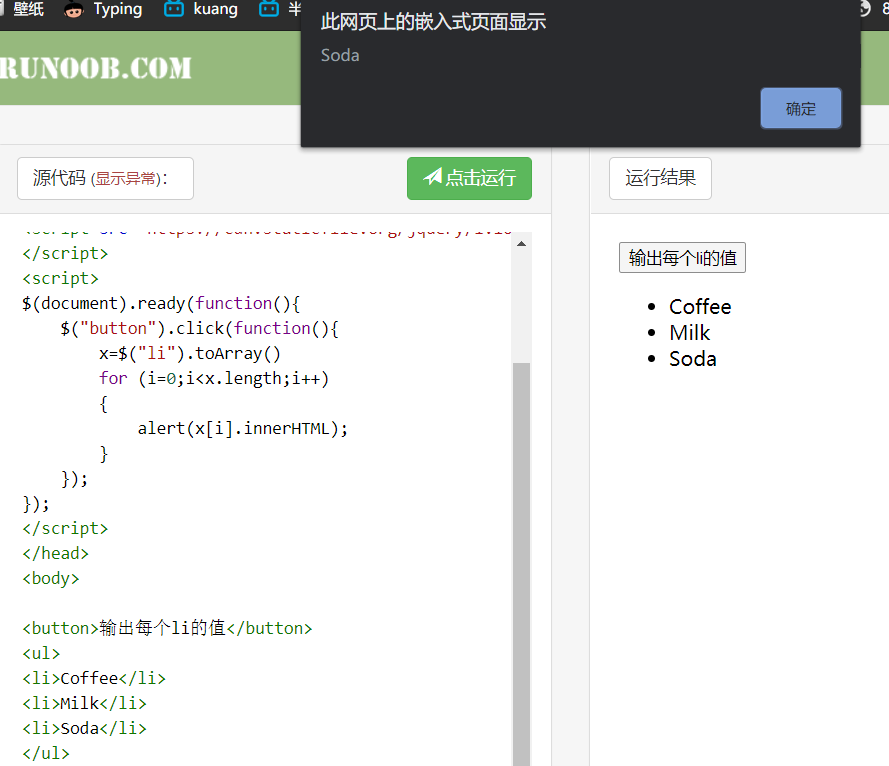 壁纸 Typing kuang
此网页上的嵌入式页面显示
Soda
确定
RUNOOB.COM
源代码 (显示异常):
点击运行
运行结果
</script>
<script>
$(document).ready(function(){
    $("button").click(function(){
        x=$("li").toArray()
        for (i=0;i<x.length;i++)
        {
            alert(x[i].innerHTML);
        }
    });
});
</script>
</head>
<body>
<button>输出每个li的值</button>
<ul>
<li>Coffee</li>
<li>Milk</li>
<li>Soda</li>
</ul>
输出每个li的值
Coffee
Milk
Soda